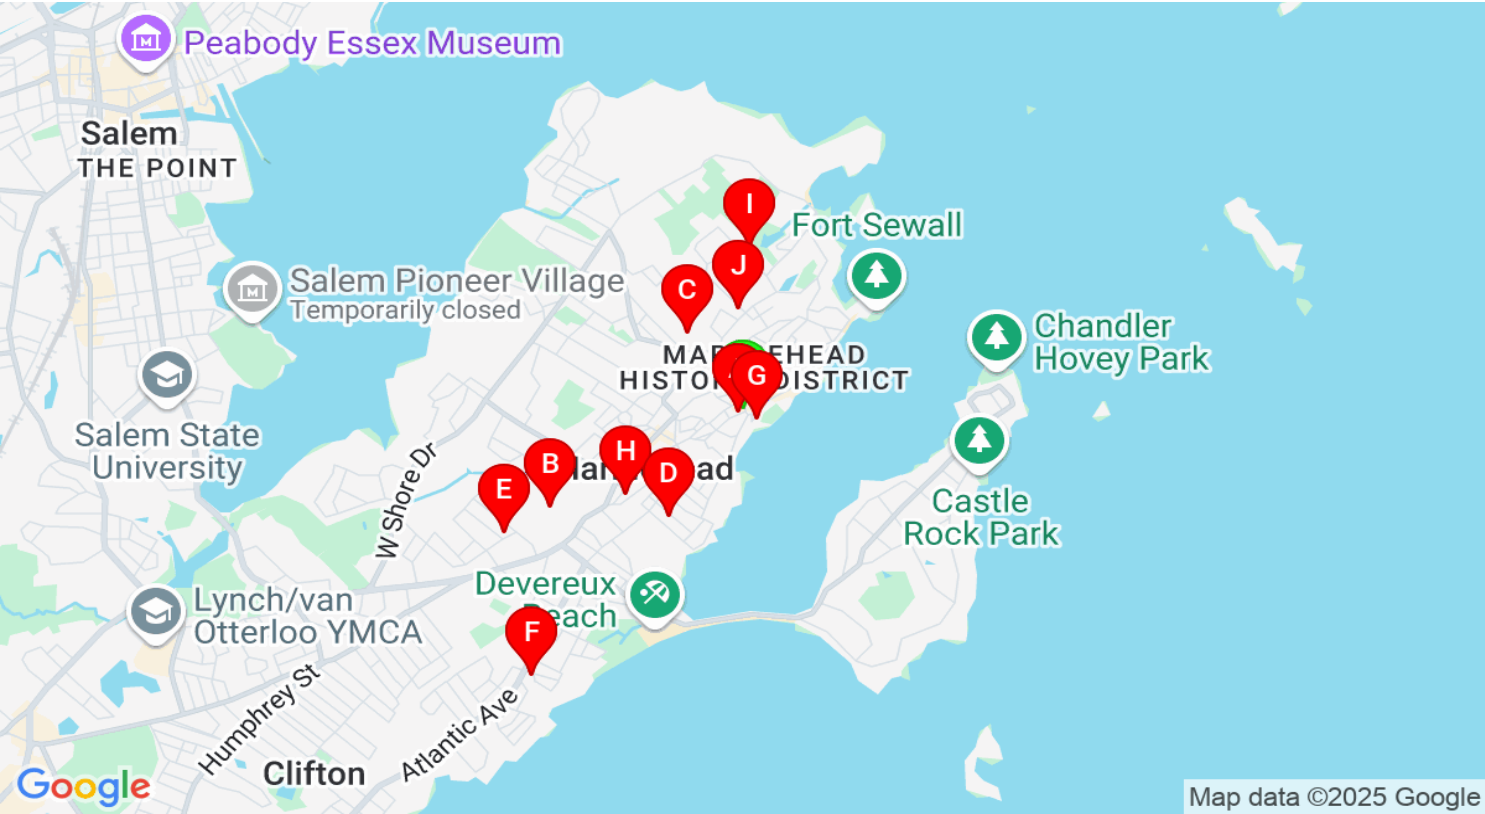 Peabody Essex Museum
Salem
THE POINT
I
Fort Sewall
J
C
Salem Pioneer Village
Temporarily closed
Chandler
Hovey Park
G
DISTRICT
Salem State
University
W Shore Dr
H
B
D
E
Castle
Rock Park
Devereux
Beach
Lynch/van
Otterloo YMCA
F
Humphrey St
Atlantic Ave
Clifton
Google
Map data ©2025 Google